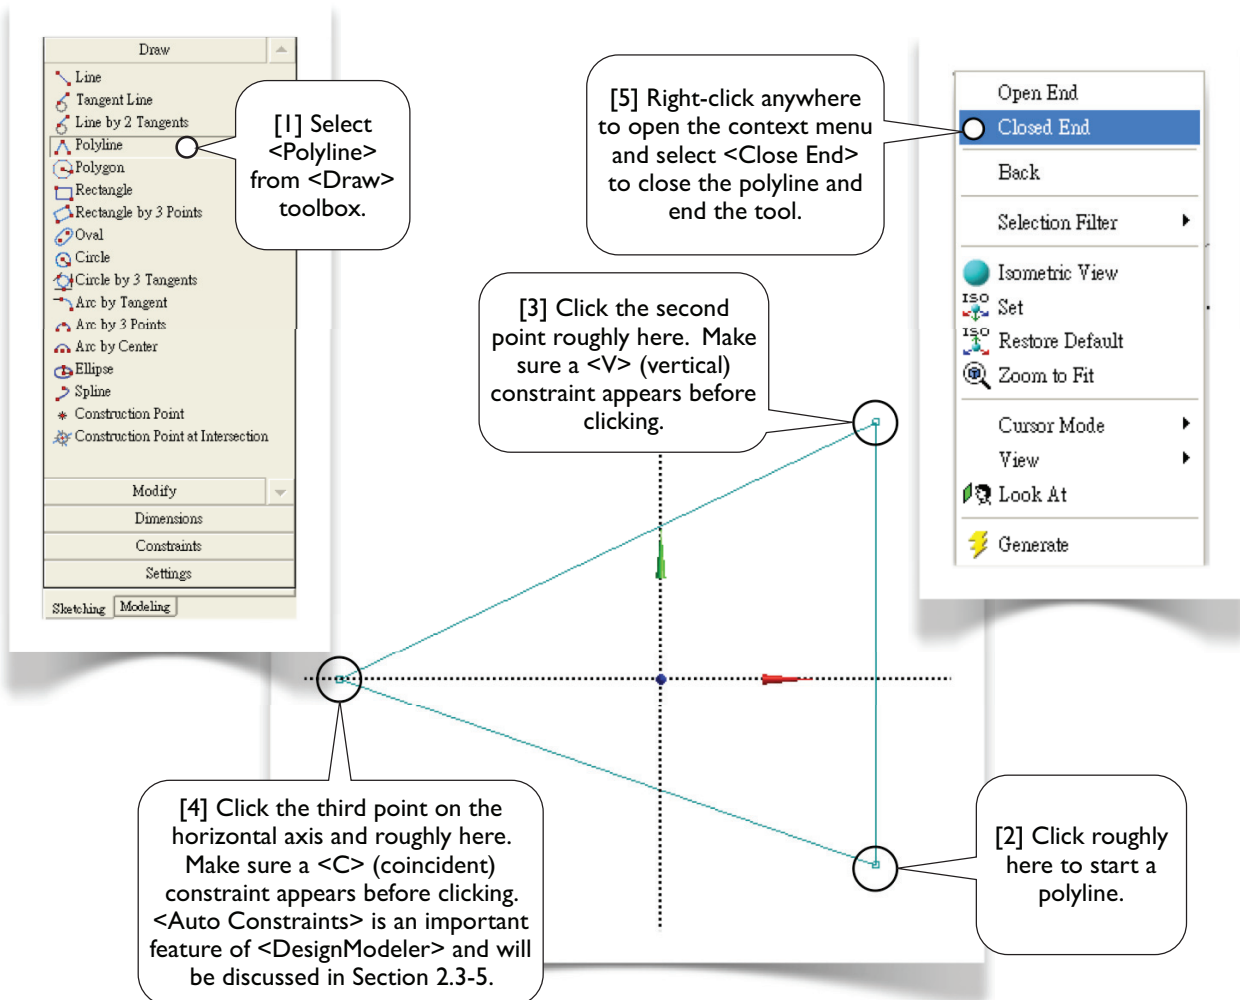 Draw
Line
Tangent Line
Line by 2 Tangents
Polyline
Polygon
Rectangle
Rectangle by 3 Points
Oval
Circle
Circle by 3 Tangents
Arc by Tangent
Arc by 3 Points
Arc by Center
Ellipse
Spline
Construction Point
Construction Point at Intersection
Modify
Dimensions
Constraints
Settings
Sketching Modeling
[1] Select
<Polyline>
from <Draw>
toolbox.
[5] Right-click anywhere
to open the context menu
and select <Close End>
to close the polyline and
end the tool.
Open End
Closed End
Back
Selection Filter
Isometric View
ISO
Set
ISO
Restore Default
Zoom to Fit
Cursor Mode
View
Look At
Generate
[3] Click the second
point roughly here. Make
sure a <V> (vertical)
constraint appears before
clicking.
[4] Click the third point on the
horizontal axis and roughly here.
Make sure a <C> (coincident)
constraint appears before clicking.
<Auto Constraints> is an important
feature of <DesignModeler> and will
be discussed in Section 2.3-5.
[2] Click roughly
here to start a
polyline.